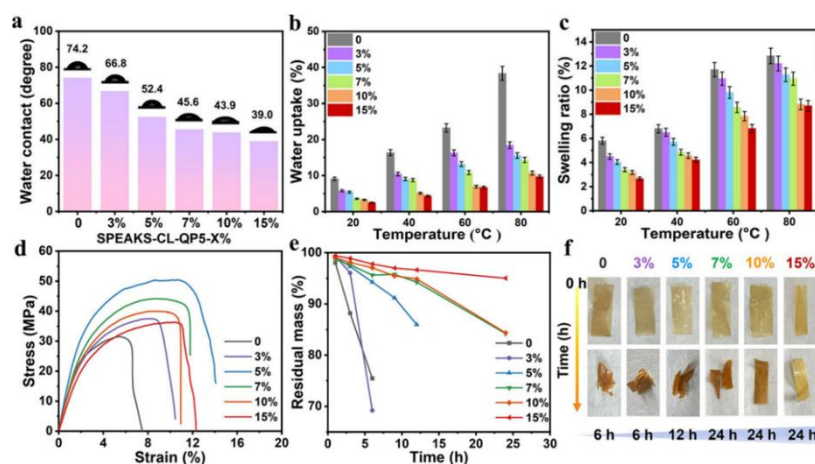 a
Water contact (degree)
100
80
60
40
20
0
74.2
66.8
52.4
45.6
43.9
39.0
0 3% 5% 7% 10% 15%
SPEAKS-CL-QP5-X%
b
Water uptake (%)
50
40
30
20
10
0
0
3%
5%
7%
10%
15%
20 40 60 80
Temperature (°C)
c
Swelling ratio (%)
14
12
10
8
6
4
2
0
0
3%
5%
7%
10%
15%
20 40 60 80
Temperature (°C)
d
Stress (MPa)
60
50
40
30
20
10
0
0
3%
5%
7%
10%
15%
0 4 8 12 16 20
Strain (%)
e
Residual mass (%)
100
90
80
70
0
3%
5%
7%
10%
15%
0 5 10 15 20 25 30
Time (h)
f
0 3% 5% 7% 10% 15%
0 h
Time (h)
6 h 6 h 12 h 24 h 24 h 24 h